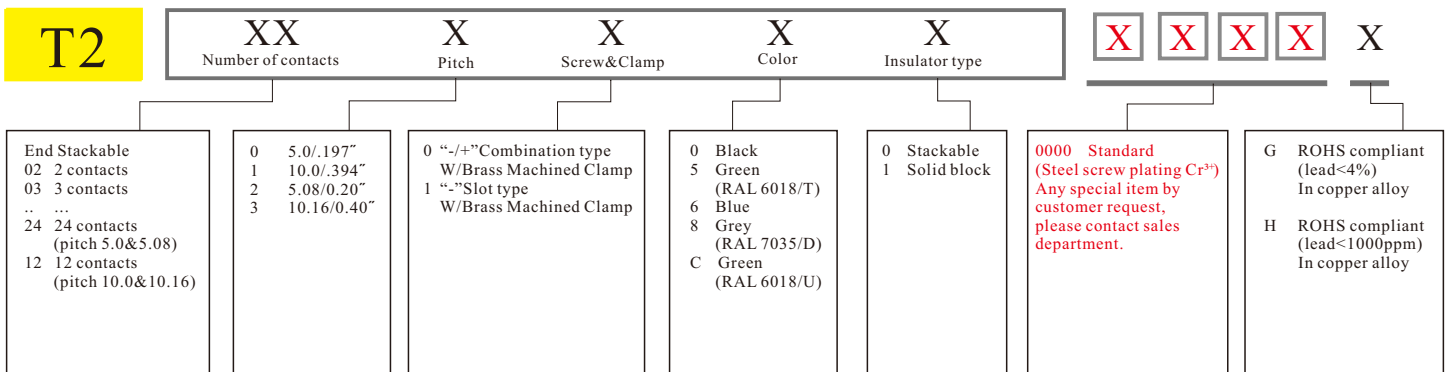 T2 XX X X X X X X X X X
Number of contacts Pitch Screw&Clamp Color Insulator type
End Stackable
02 2 contacts
03 3 contacts
.. ...
24 24 contacts
(pitch 5.0&5.08)
12 12 contacts
(pitch 10.0&10.16)
0 5.0/.197˝
1 10.0/.394˝
2 5.08/0.20˝
3 10.16/0.40˝
0 “-/+”Combination type
W/Brass Machined Clamp
1 “-”Slot type
W/Brass Machined Clamp
0 Black
5 Green
(RAL 6018/T)
6 Blue
8 Grey
(RAL 7035/D)
C Green
(RAL 6018/U)
0 Stackable
1 Solid block
0000 Standard
(Steel screw plating Cr³⁺)
Any special item by
customer request,
please contact sales
department.
G ROHS compliant
(lead<4%)
In copper alloy
H ROHS compliant
(lead<1000ppm)
In copper alloy